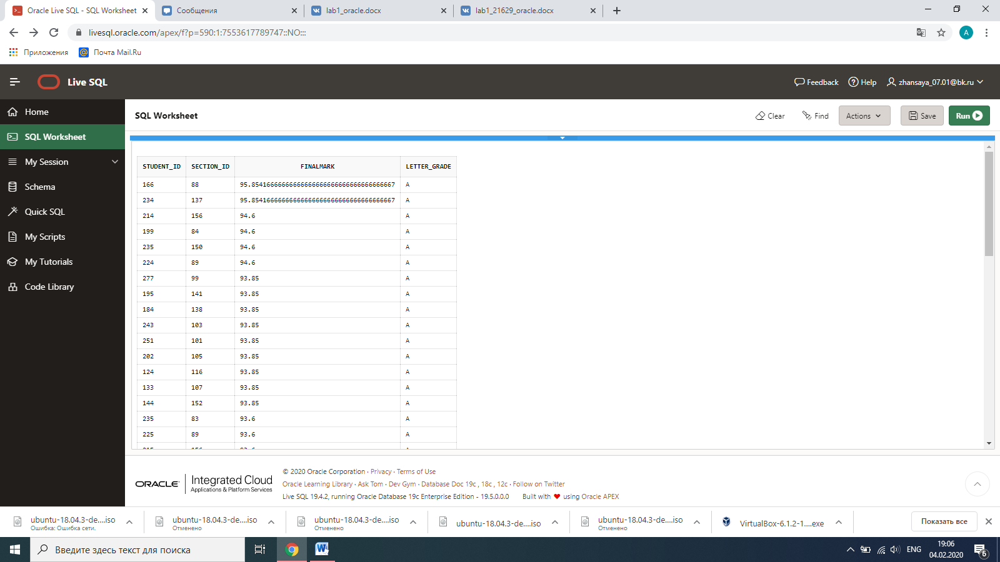 Oracle Live SQL - SQL Worksheet
Сообщения
lab1_oracle.docx
lab1_21629_oracle.docx
livesql.oracle.com/apex/f?p=590:1:7553617789747::NO:::
A
Приложения
Почта Mail.Ru
Live SQL
Feedback
Help
zhansaya_07.01@bk.ru
Home
SQL Worksheet
My Session
Schema
Quick SQL
My Scripts
My Tutorials
Code Library
SQL Worksheet
Clear
Find
Actions
Save
Run
STUDENT_ID SECTION_ID FINALMARK LETTER_GRADE
166 88 95.8541666666666666666666666666666666667 A
234 137 95.8541666666666666666666666666666666667 A
214 156 94.6 A
199 84 94.6 A
235 150 94.6 A
224 89 94.6 A
277 99 93.85 A
195 141 93.85 A
184 138 93.85 A
243 103 93.85 A
251 101 93.85 A
202 105 93.85 A
124 116 93.85 A
133 107 93.85 A
144 152 93.85 A
235 83 93.6 A
225 89 93.6 A
ORACLE
Integrated Cloud
Applications & Platform Services
© 2020 Oracle Corporation · Privacy · Terms of Use
Oracle Learning Library · Ask Tom · Dev Gym · Database Doc 19c , 18c , 12c · Follow on Twitter
Live SQL 19.4.2, running Oracle Database 19c Enterprise Edition - 19.5.0.0.0 Built with ❤ using Oracle APEX
ubuntu-18.04.3-de....iso
Ошибка: Ошибка сети.
ubuntu-18.04.3-de....iso
Отменено
ubuntu-18.04.3-de....iso
Отменено
ubuntu-18.04.3-de....iso
ubuntu-18.04.3-de....iso
Отменено
VirtualBox-6.1.2-1....exe
Показать все
Введите здесь текст для поиска
ENG
19:06
04.02.2020
6